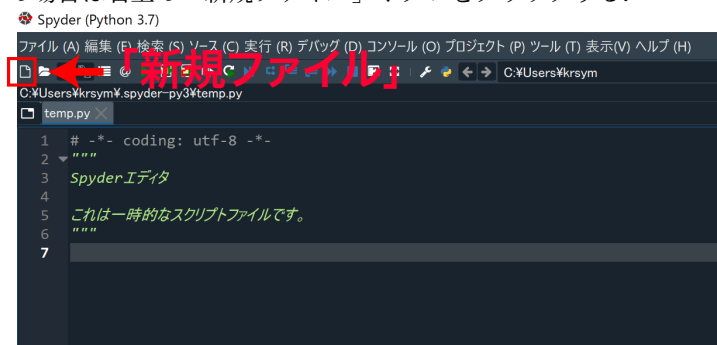 Spyder (Python 3.7)
ファイル (A) 編集 (E) 検索 (S) ソース (C) 実行 (R) デバッグ (D) コンソール (O) プロジェクト (P) ツール (T) 表示(V) ヘルプ (H)
「新規ファイル」
C:¥Users¥krsym
C:¥Users¥krsym¥.spyder-py3¥temp.py
temp.py
1 # -*- coding: utf-8 -*-
2 """
3 Spyderエディタ
4
5 これは一時的なスクリプトファイルです。
6 """
7